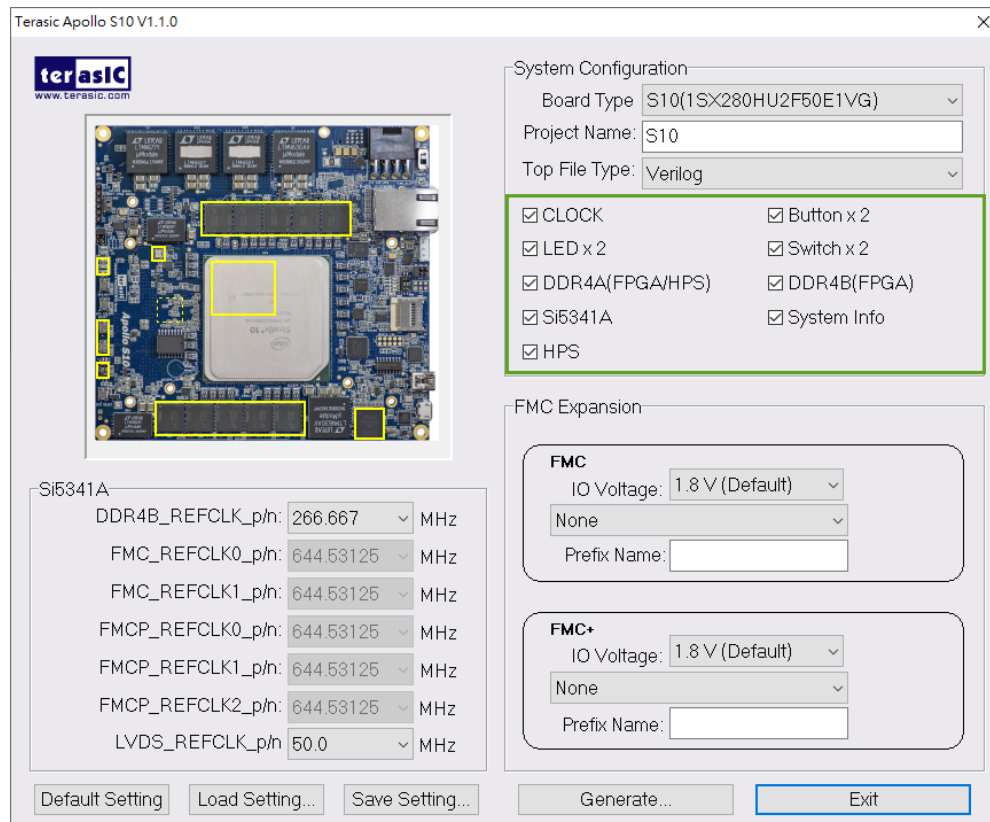 Terasic Apollo S10 V1.1.0
terasIC
www.terasic.com
Apollo S10
System Configuration
Board Type S10(1SX280HU2F50E1VG)
Project Name: S10
Top File Type: Verilog
CLOCK Button x 2
LED x 2 Switch x 2
DDR4A(FPGA/HPS) DDR4B(FPGA)
Si5341A System Info
HPS
FMC Expansion
FMC
IO Voltage: 1.8 V (Default)
None
Prefix Name:
FMC+
IO Voltage: 1.8 V (Default)
None
Prefix Name:
Si5341A
DDR4B_REFCLK_p/n: 266.667 MHz
FMC_REFCLK0_p/n: 644.53125 MHz
FMC_REFCLK1_p/n: 644.53125 MHz
FMCP_REFCLK0_p/n: 644.53125 MHz
FMCP_REFCLK1_p/n: 644.53125 MHz
FMCP_REFCLK2_p/n: 644.53125 MHz
LVDS_REFCLK_p/n 50.0 MHz
Default Setting Load Setting... Save Setting... Generate... Exit